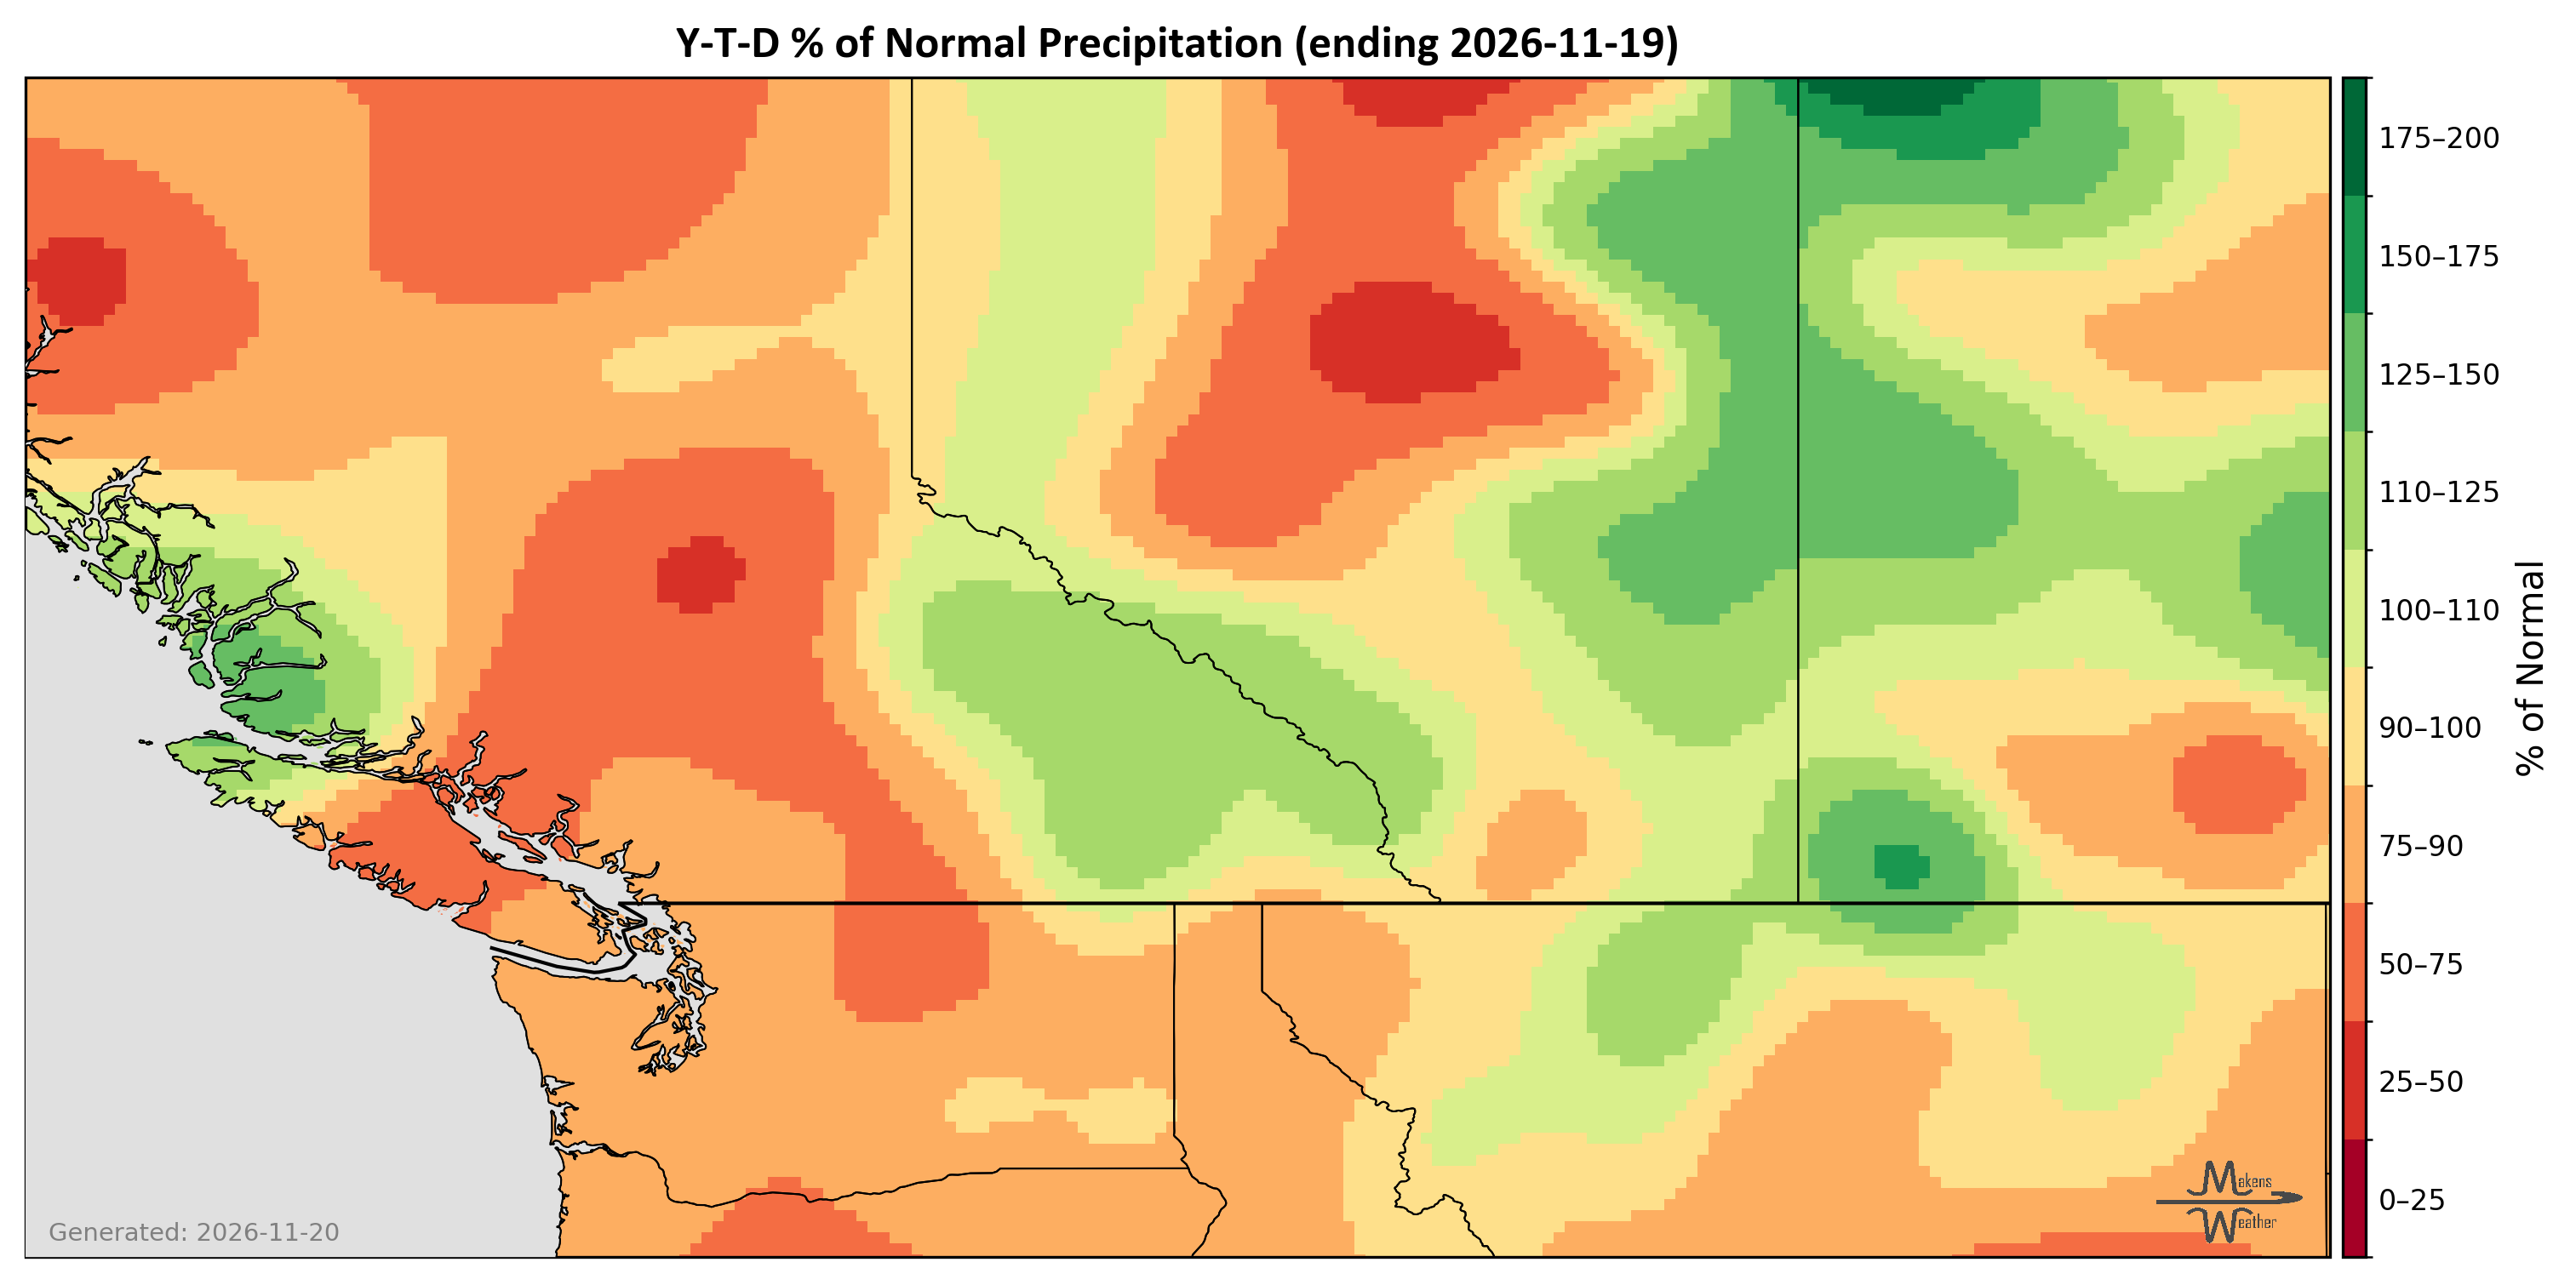 Y-T-D % of Normal Precipitation (ending 2026-11-19)
175–200
150–175
125–150
110–125
100–110
90–100
75–90
50–75
25–50
0–25
% of Normal
Makens
Weather
Generated: 2026-11-20